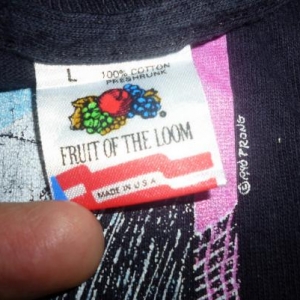 L 100% COTTON
PRESHRUNK
FRUIT OF THE LOOM
MADE IN U.S.A.
© 1990 PRONG